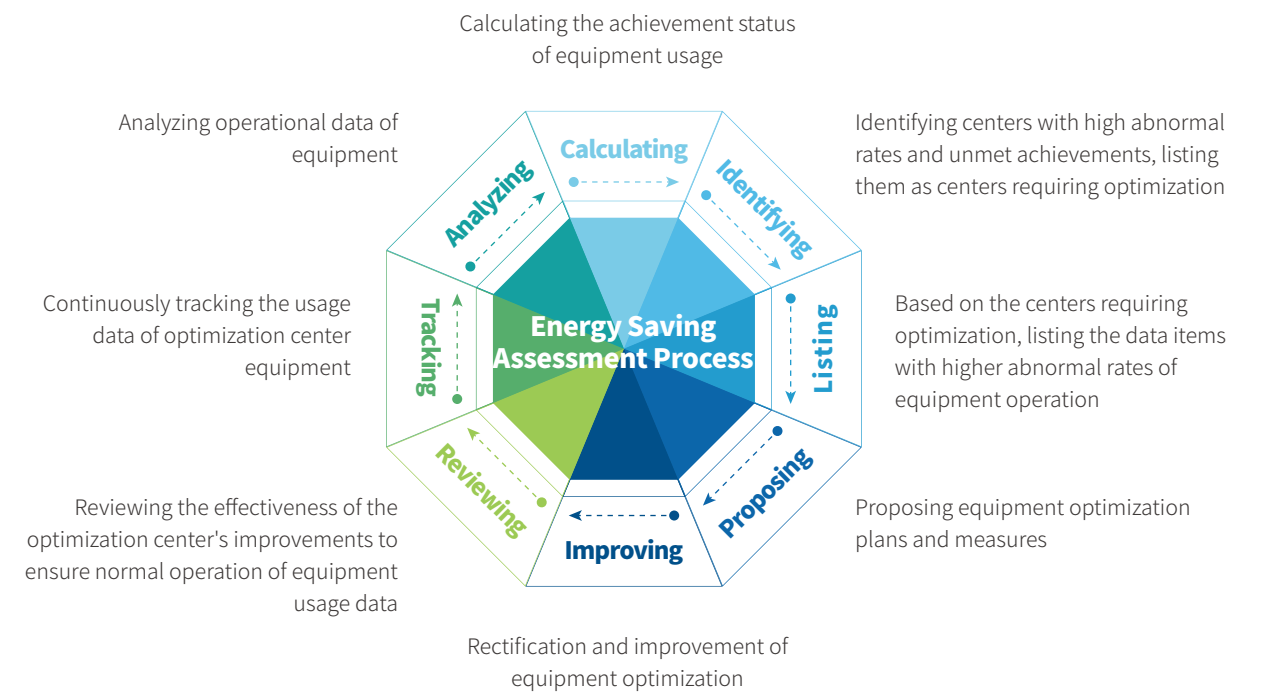 Calculating the achievement status
of equipment usage
Analyzing operational data of
equipment
Identifying centers with high abnormal
rates and unmet achievements, listing
them as centers requiring optimization
Calculating
Analyzing
Identifying
Continuously tracking the usage
data of optimization center
equipment
Tracking
Energy Saving
Assessment Process
Listing
Based on the centers requiring
optimization, listing the data items
with higher abnormal rates of
equipment operation
Reviewing
Proposing
Improving
Reviewing the effectiveness of the
optimization center's improvements to
ensure normal operation of equipment
usage data
Proposing equipment optimization
plans and measures
Rectification and improvement of
equipment optimization